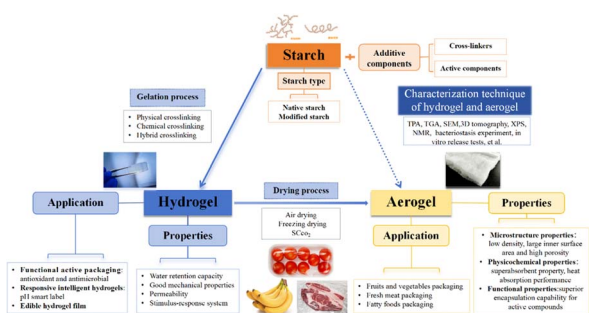 Starch
Additive
components
Cross-linkers
Active components
Starch type
Native starch
Modified starch
Characterization technique
of hydrogel and aerogel
TPA, TGA, SEM,3D tomography, XPS,
NMR, bacteriostasis experiment, in
vitro release tests, et al.
Gelation process
• Physical crosslinking
• Chemical crosslinking
• Hybrid crosslinking
Application
Hydrogel
Drying process
Air drying
Freezing drying
SCco₂
Aerogel
Properties
• Functional active packaging:
antioxidant and antimicrobial
• Responsive intelligent hydrogels:
pH smart label
• Edible hydrogel film
Properties
• Water retention capacity
• Good mechanical properties
• Permeability
• Stimulus-response system
Application
• Fruits and vegetables packaging
• Fresh meat packaging
• Fatty foods packaging
• Microstructure properties:
low density, large inner surface
area and high porosity
• Physicochemical properties:
superabsorbent property, heat
absorption performance
• Functional properties:superior
encapsulation capability for
active compounds